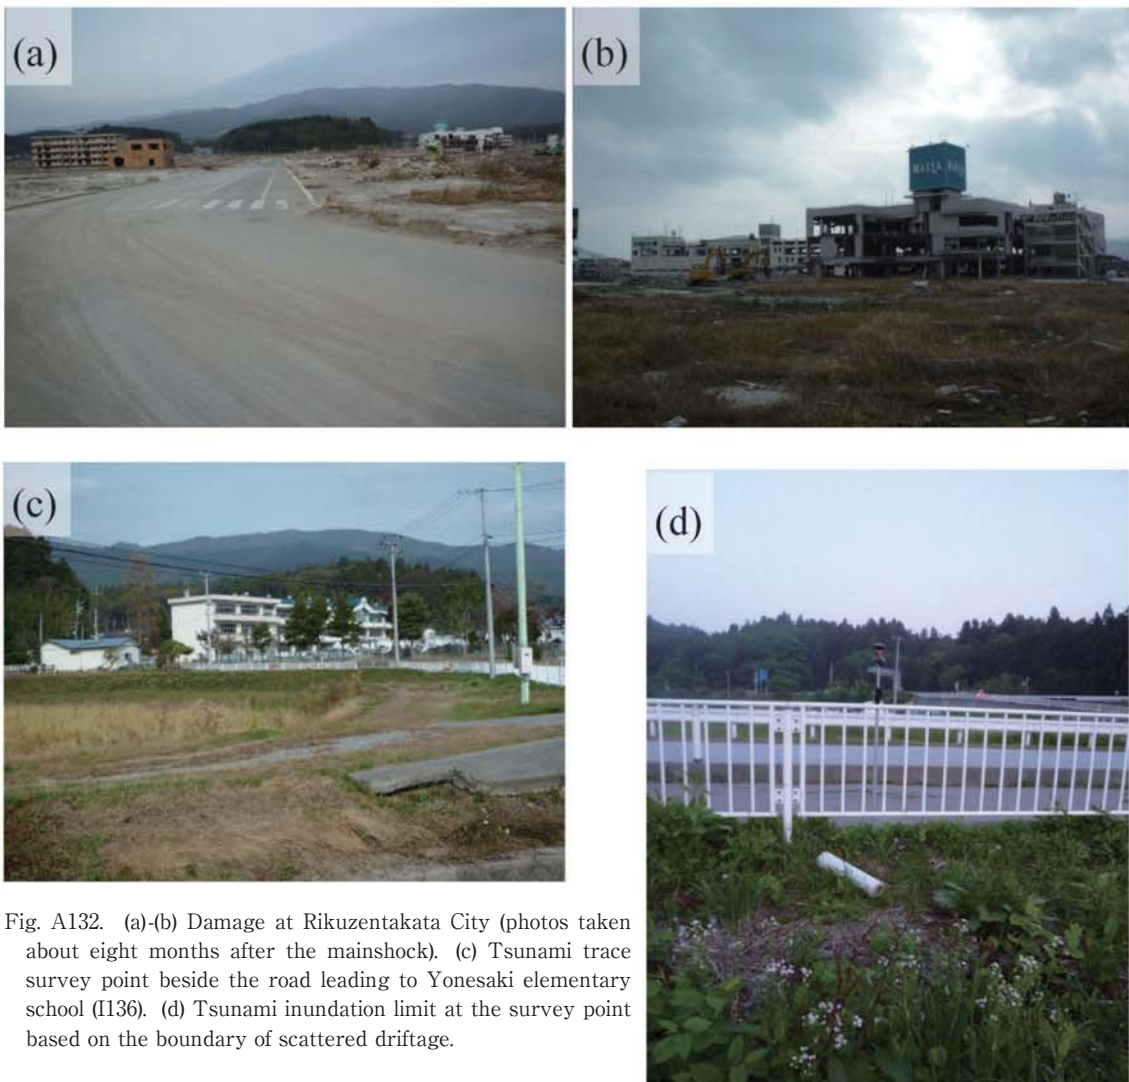 (a)
(b)
MAIYA
(c)
(d)
Fig. A132. (a)-(b) Damage at Rikuzentakata City (photos taken
about eight months after the mainshock). (c) Tsunami trace
survey point beside the road leading to Yonesaki elementary
school (I136). (d) Tsunami inundation limit at the survey point
based on the boundary of scattered driftage.